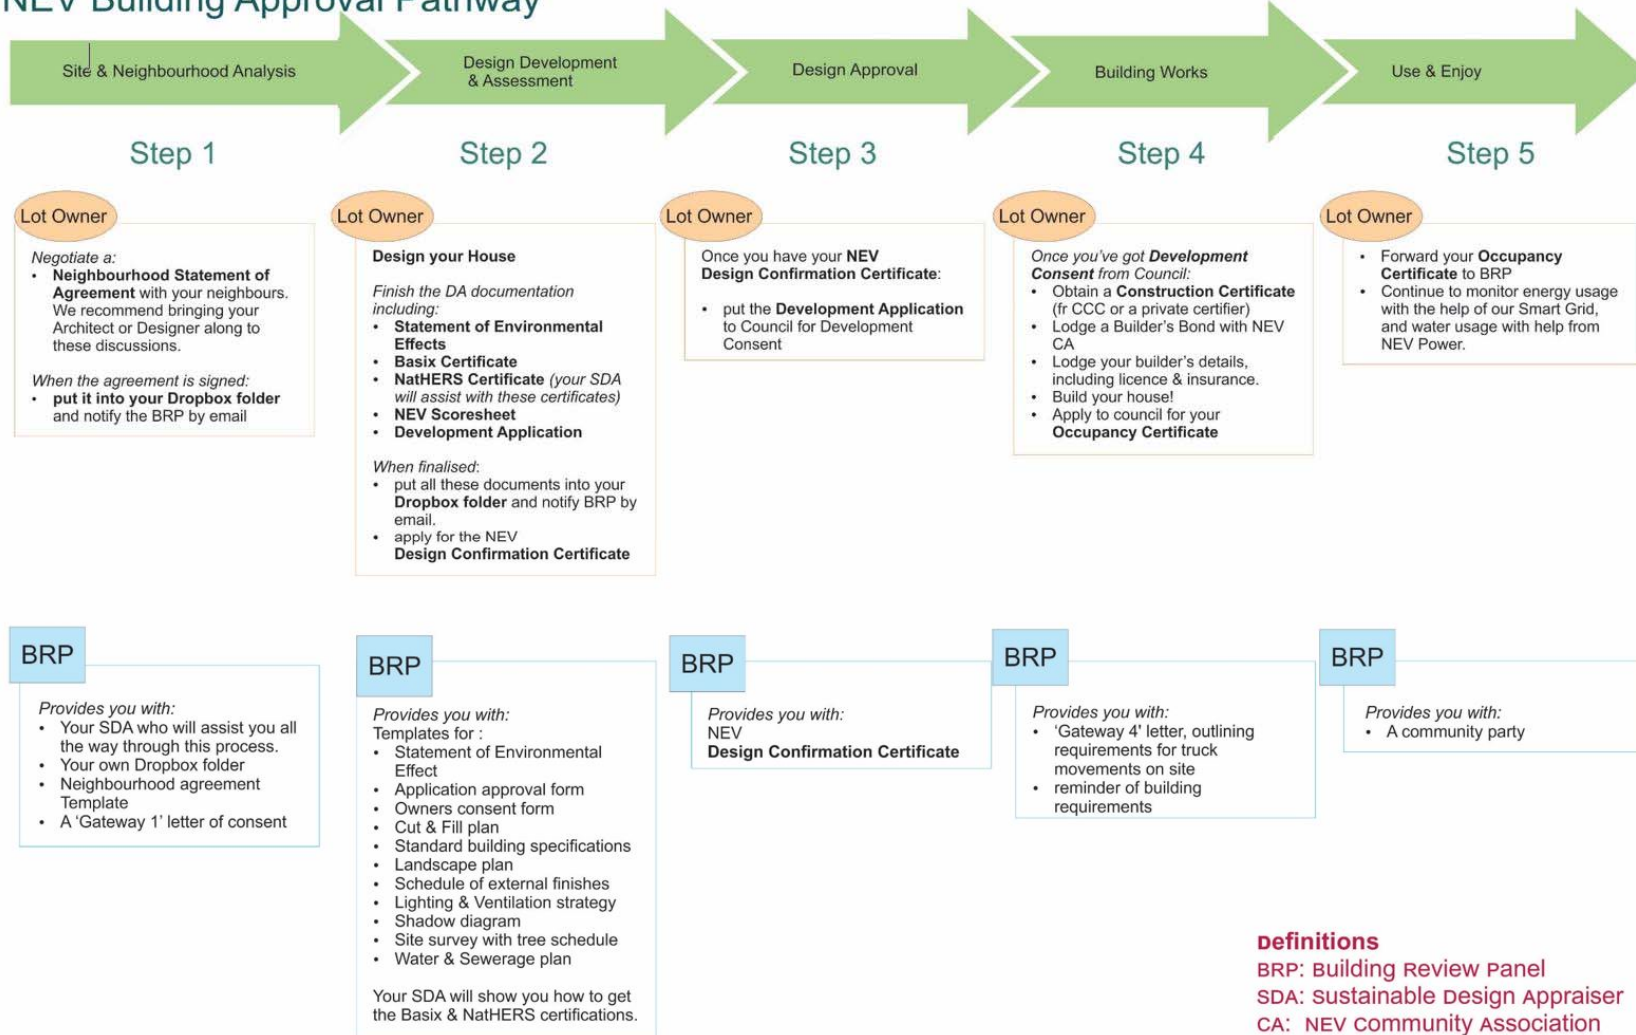 NEV Building Approval Pathway
Site & Neighbourhood Analysis
Design Development
& Assessment
Design Approval
Building Works
Use & Enjoy
Step 1
Step 2
Step 3
Step 4
Step 5
Lot Owner
Negotiate a:
• Neighbourhood Statement of
Agreement with your neighbours.
We recommend bringing your
Architect or Designer along to
these discussions.
When the agreement is signed:
• put it into your Dropbox folder
and notify the BRP by email
Lot Owner
Design your House
Finish the DA documentation
including:
• Statement of Environmental
Effects
• Basix Certificate
• NatHERS Certificate (your SDA
will assist with these certificates)
• NEV Scoresheet
• Development Application
When finalised:
• put all these documents into your
Dropbox folder and notify BRP by
email.
• apply for the NEV
Design Confirmation Certificate
Lot Owner
Once you have your NEV
Design Confirmation Certificate:
• put the Development Application
to Council for Development
Consent
Lot Owner
Once you've got Development
Consent from Council:
• Obtain a Construction Certificate
(fr CCC or a private certifier)
• Lodge a Builder's Bond with NEV
CA
• Lodge your builder's details,
including licence & insurance.
• Build your house!
• Apply to council for your
Occupancy Certificate
Lot Owner
• Forward your Occupancy
Certificate to BRP
• Continue to monitor energy usage
with the help of our Smart Grid,
and water usage with help from
NEV Power.
BRP
Provides you with:
• Your SDA who will assist you all
the way through this process.
• Your own Dropbox folder
• Neighbourhood agreement
Template
• A 'Gateway 1' letter of consent
BRP
Provides you with:
Templates for :
• Statement of Environmental
Effect
• Application approval form
• Owners consent form
• Cut & Fill plan
• Standard building specifications
• Landscape plan
• Schedule of external finishes
• Lighting & Ventilation strategy
• Shadow diagram
• Site survey with tree schedule
• Water & Sewerage plan
Your SDA will show you how to get
the Basix & NatHERS certifications.
BRP
Provides you with:
NEV
Design Confirmation Certificate
BRP
Provides you with:
• 'Gateway 4' letter, outlining
requirements for truck
movements on site
• reminder of building
requirements
BRP
Provides you with:
• A community party
Definitions
BRP: Building Review Panel
SDA: Sustainable Design Appraiser
CA: NEV Community Association